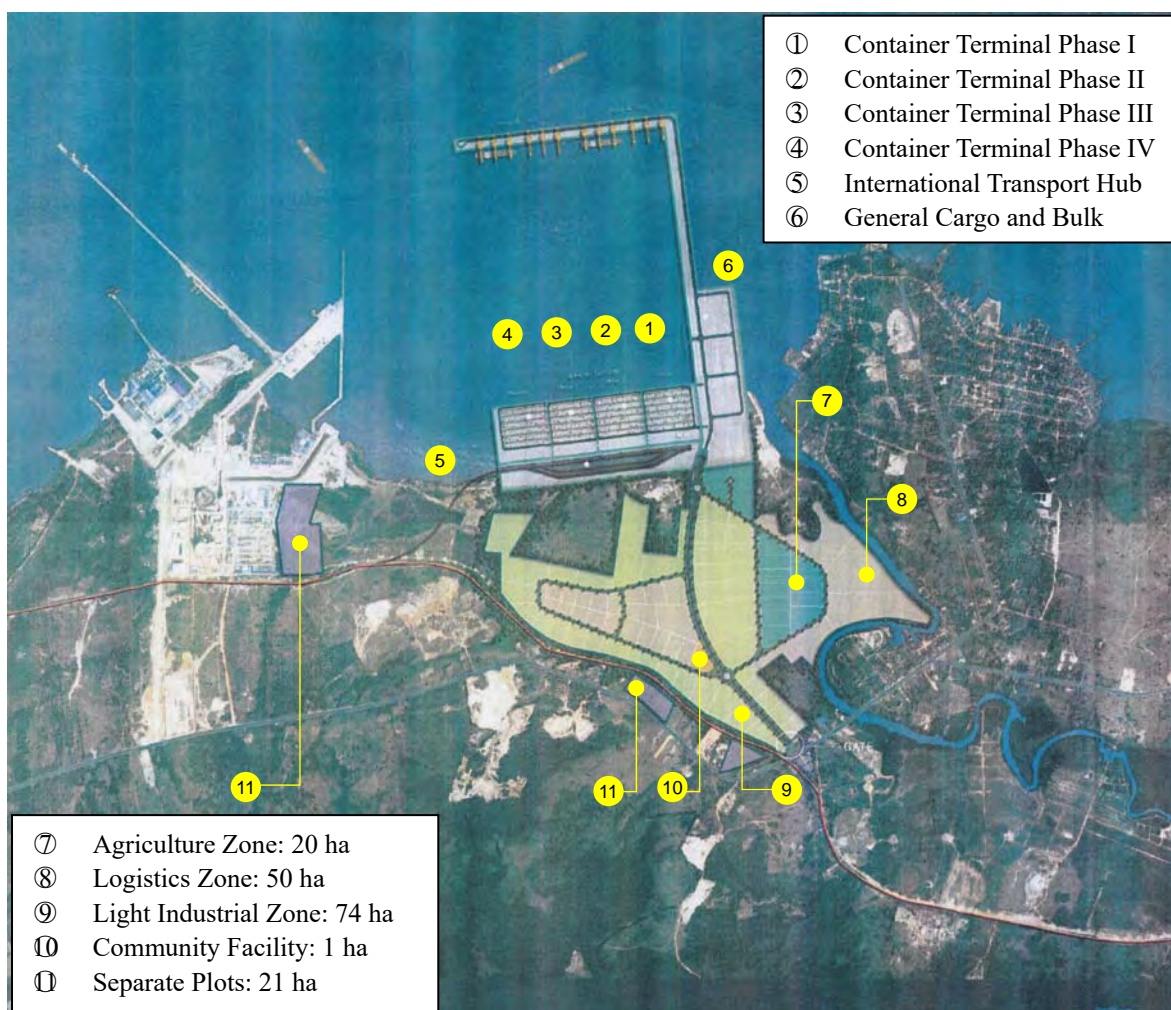 ① Container Terminal Phase I
② Container Terminal Phase II
③ Container Terminal Phase III
④ Container Terminal Phase IV
⑤ International Transport Hub
⑥ General Cargo and Bulk
6
4
3
2
1
7
5
8
GATE
11
11
10
9
⑦ Agriculture Zone: 20 ha
⑧ Logistics Zone: 50 ha
⑨ Light Industrial Zone: 74 ha
⑩ Community Facility: 1 ha
⑪ Separate Plots: 21 ha